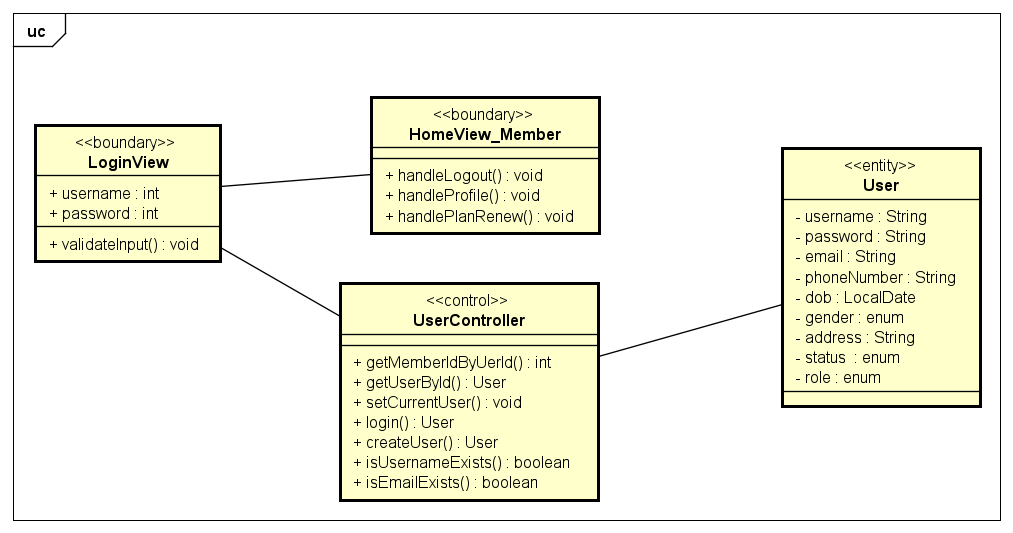 uc
<<boundary>>
LoginView
+ username : int
+ password : int
+ validateInput() : void
<<boundary>>
HomeView_Member
+ handleLogout() : void
+ handleProfile() : void
+ handlePlanRenew() : void
<<control>>
UserController
+ getMemberIdByUerId() : int
+ getUserById() : User
+ setCurrentUser() : void
+ login() : User
+ createUser() : User
+ isUsernameExists() : boolean
+ isEmailExists() : boolean
<<entity>>
User
- username : String
- password : String
- email : String
- phoneNumber : String
- dob : LocalDate
- gender : enum
- address : String
- status : enum
- role : enum